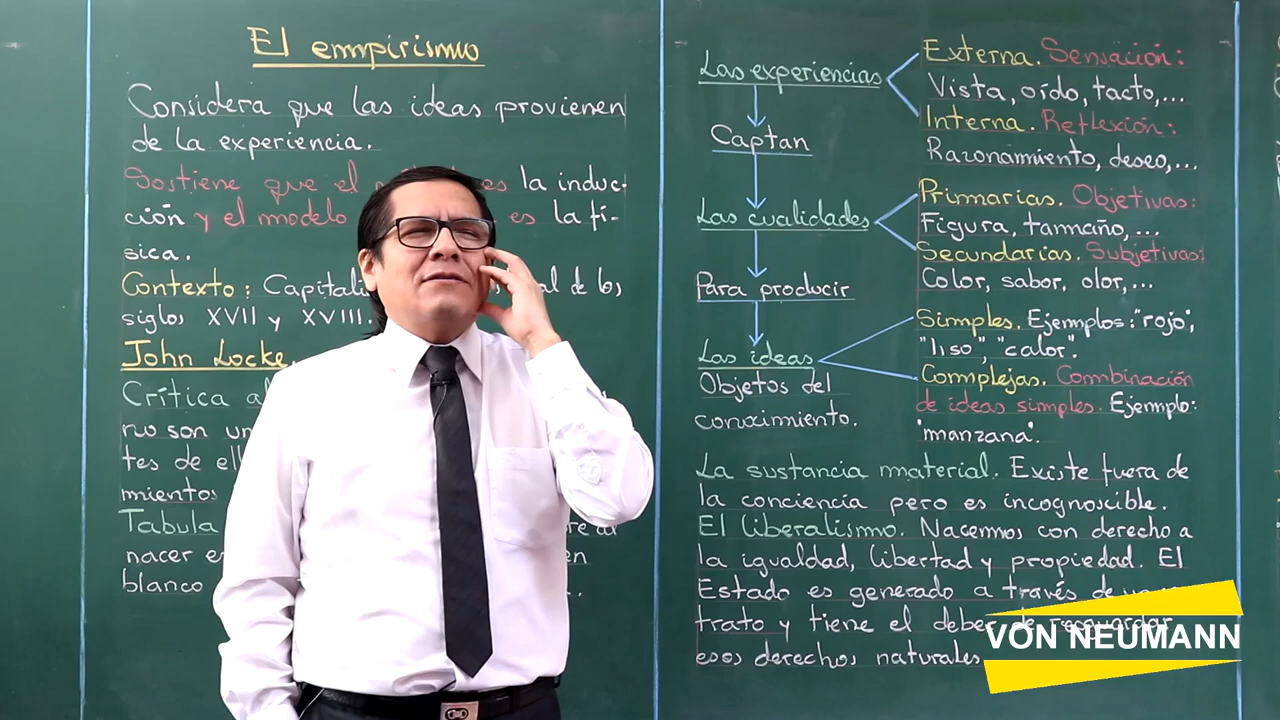 El empirismo
Considera que las ideas provienen
de la experiencia.
Sostiene que el es la induc-
ción y el modelo es la fí-
sica.
Contexto: al de los
siglos XVII y XVIII.
John Locke.
Crítica
no son
tes de
mientos
Tabula
nacer en
blanco
Las experiencias
Captan
Las cualidades
Para producir
Las ideas
Objetos del
conocimiento.
Externa. Sensación:
Vista, oído, tacto,...
Interna. Reflexión:
Razonamiento, deseo,...
Primarias. Objetivas:
Figura, tamaño,...
Secundarias. Subjetivas:
Color, sabor, olor,...
Simples. Ejemplos: "rojo",
"liso", "calor".
Complejas. Combinación
de ideas simples. Ejemplo:
"manzana".
La sustancia material. Existe fuera de
la conciencia pero es incognoscible.
El liberalismo. Nacemos con derecho a
la igualdad, libertad y propiedad. El
Estado es generado a través de
trato y tiene el deber de resguardar
esos derechos naturales
VON NEUMANN